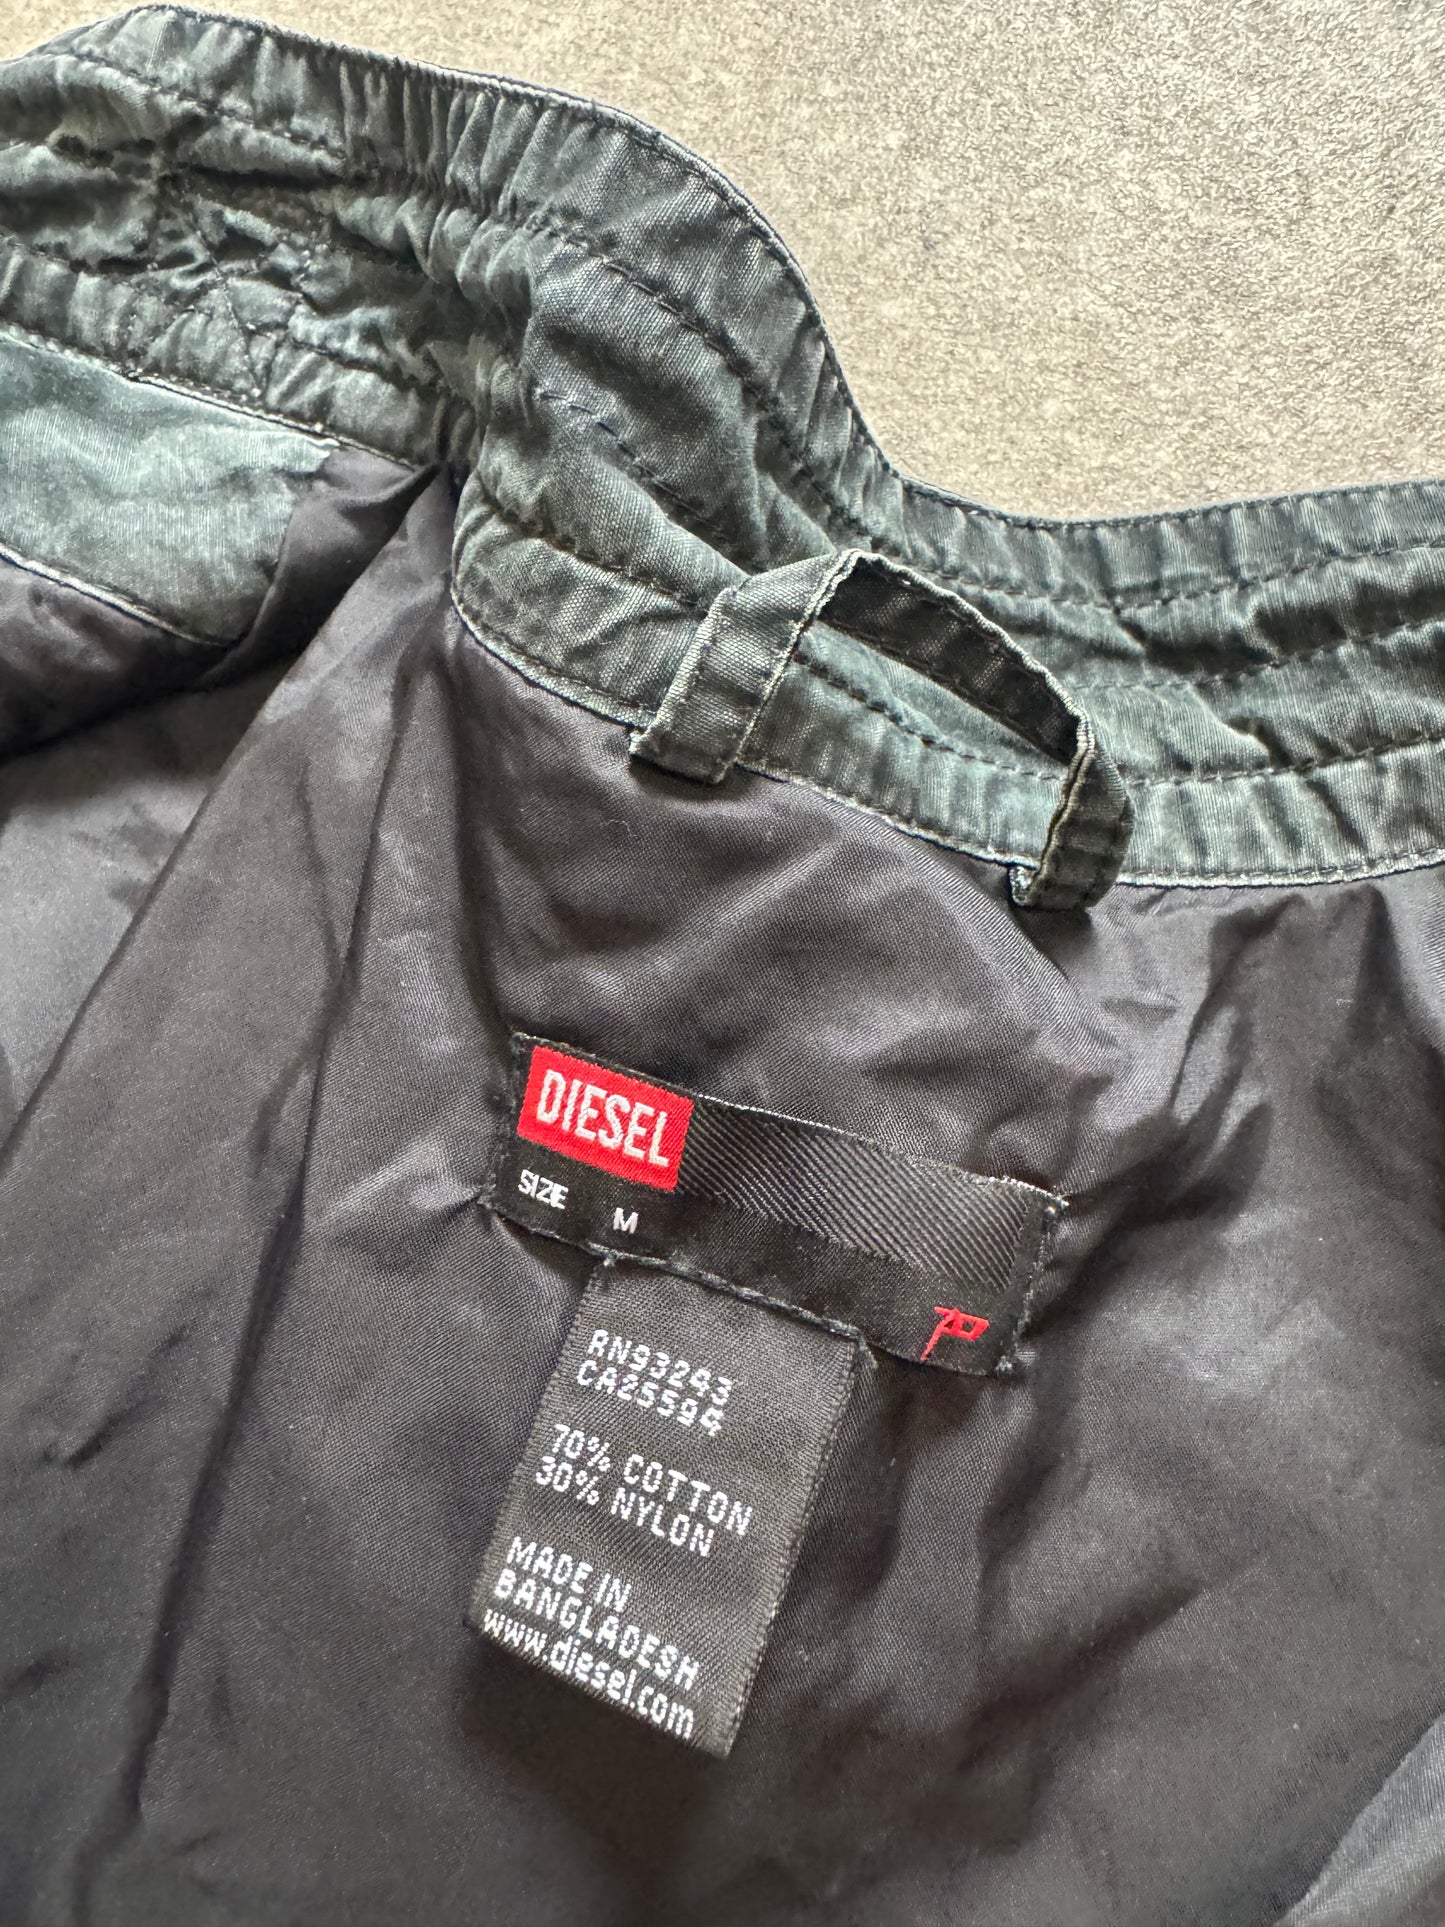 DIESEL
SIZE M
RN93243
CA25594
70% COTTON
30% NYLON
MADE IN
BANGLADESH
www.diesel.com